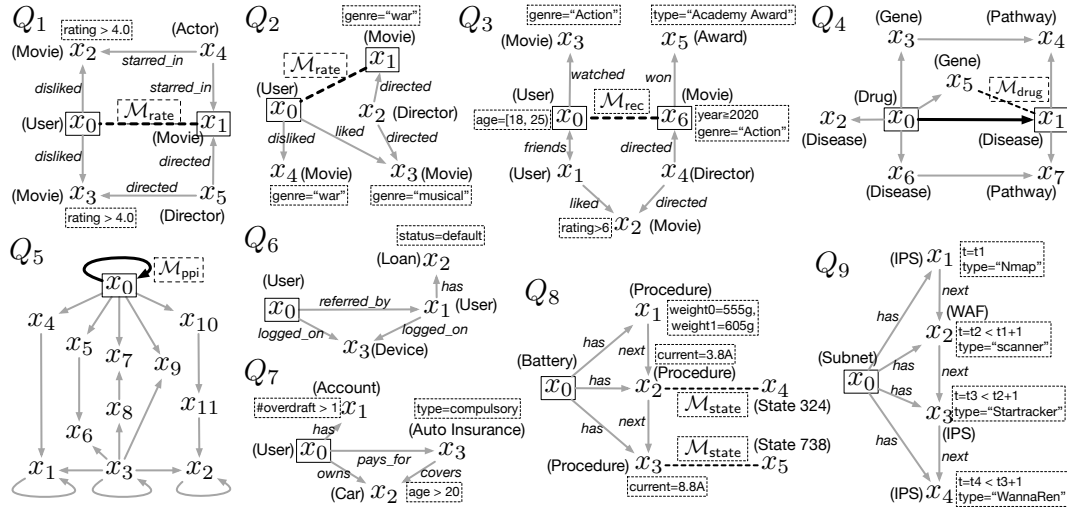 Q1
rating > 4.0
(Actor)
(Movie) x2
starred_in
x4
disliked
starred_in
M_rate
(User) x0
x1
(Movie)
disliked
directed
(Movie) x3
directed
x5
rating > 4.0
(Director)
Q2
genre="war"
(Movie)
M_rate
x1
(User)
x0
directed
disliked
liked
x2 (Director)
directed
x4 (Movie)
x3 (Movie)
genre="war"
genre="musical"
Q3
genre="Action"
type="Academy Award"
(Movie) x3
x5 (Award)
watched
won
(User)
M_rec
(Movie)
age=[18, 25)
x0
x6
year≥2020
genre="Action"
friends
directed
(User) x1
x4 (Director)
liked
directed
rating>6
x2 (Movie)
Q4
(Gene)
(Pathway)
x3
x4
(Gene)
x5
M_drug
(Drug)
x2
x0
x1
(Disease)
(Disease)
x6
x7
(Disease)
(Pathway)
Q5
M_ppi
x0
x4
x10
x5
x7
x9
x8
x11
x6
x1
x3
x2
Q6
status=default
(Loan) x2
(User)
has
x0
referred_by
x1 (User)
logged_on
logged_on
x3 (Device)
Q7
(Account)
#overdraft > 1
x1
type=compulsory
has
(Auto Insurance)
(User) x0
x3
pays_for
owns
covers
(Car) x2
age > 20
Q8
(Procedure)
x1
weight0=555g,
weight1=605g
has
next
current=3.8A
(Battery)
(Procedure)
x0
has
x2
x4
M_state
(State 324)
has
next
M_state
(State 738)
(Procedure) x3
x5
current=8.8A
Q9
(IPS) x1
t=t1
type="Nmap"
next
has
(WAF)
x2
t=t2 < t1+1
type="scanner"
(Subnet)
has
x0
next
has
x3
t=t3 < t2+1
type="Startracker"
(IPS)
has
next
(IPS) x4
t=t4 < t3+1
type="WannaRen"